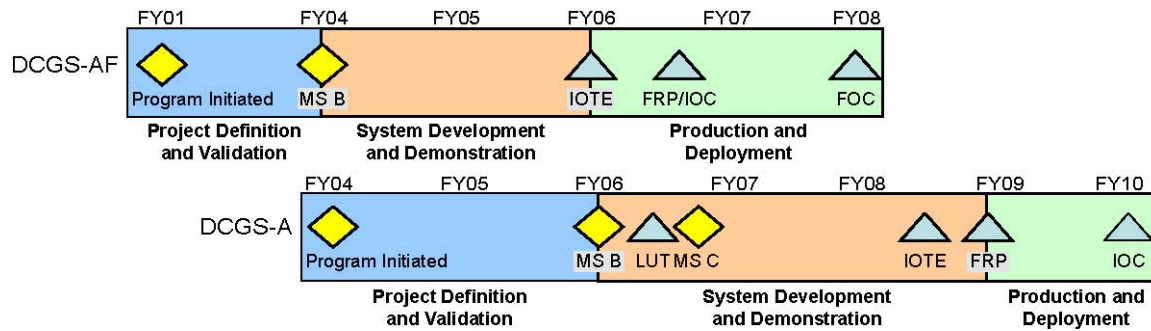 FY01 FY04 FY05 FY06 FY07 FY08
DCGS-AF
Program Initiated MS B IOTE FRP/IOC FOC
Project Definition and Validation
System Development and Demonstration
Production and Deployment
FY04 FY05 FY06 FY07 FY08 FY09 FY10
DCGS-A
Program Initiated MS B LUT MS C IOTE FRP IOC
Project Definition and Validation
System Development and Demonstration
Production and Deployment